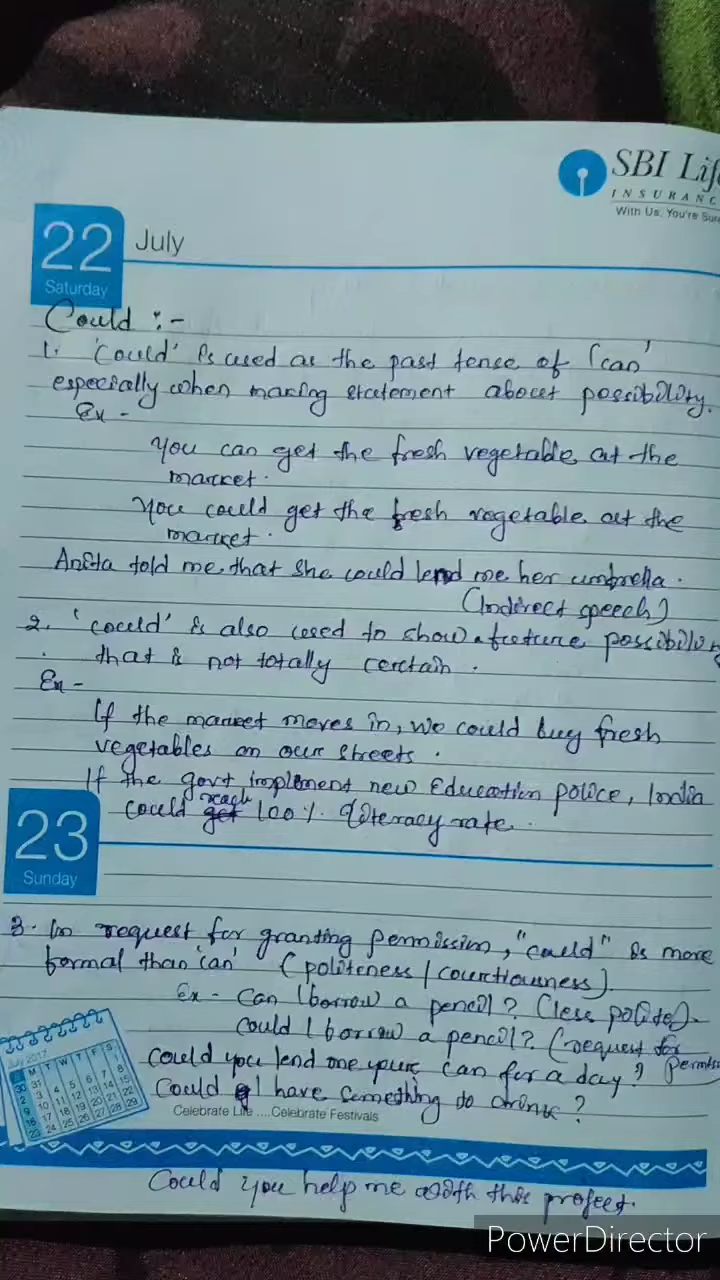 SBI Life
INSURANC
With Us, You're Sure
22 July
Saturday
Could :-
1. 'Could' is used as the past tense of 'can'
especially when making statement about possibility.
Ex -
You can get the fresh vegetable at the
market.
You could get the fresh vegetable at the
market.
Anita told me that she could lend me her umbrella.
(Indirect speech)
2. 'could' is also used to show a future possibility
that is not totally certain.
Ex -
If the market moves in, we could buy fresh
vegetables on our streets.
If the govt implement new Education police, India
could reach 100% literacy rate.
23
Sunday
3. In request for granting permission, "could" is more
formal than 'can' (politeness / courtiousness).
Ex - Can I borrow a pencil? (less polite).
Could I borrow a pencil? (request for
permiss
Could you lend me your can for a day?
Could I have something to drink?
July 2017
M T W T F S
Celebrate Life ....Celebrate Festivals
Could you help me with this project.
PowerDirector